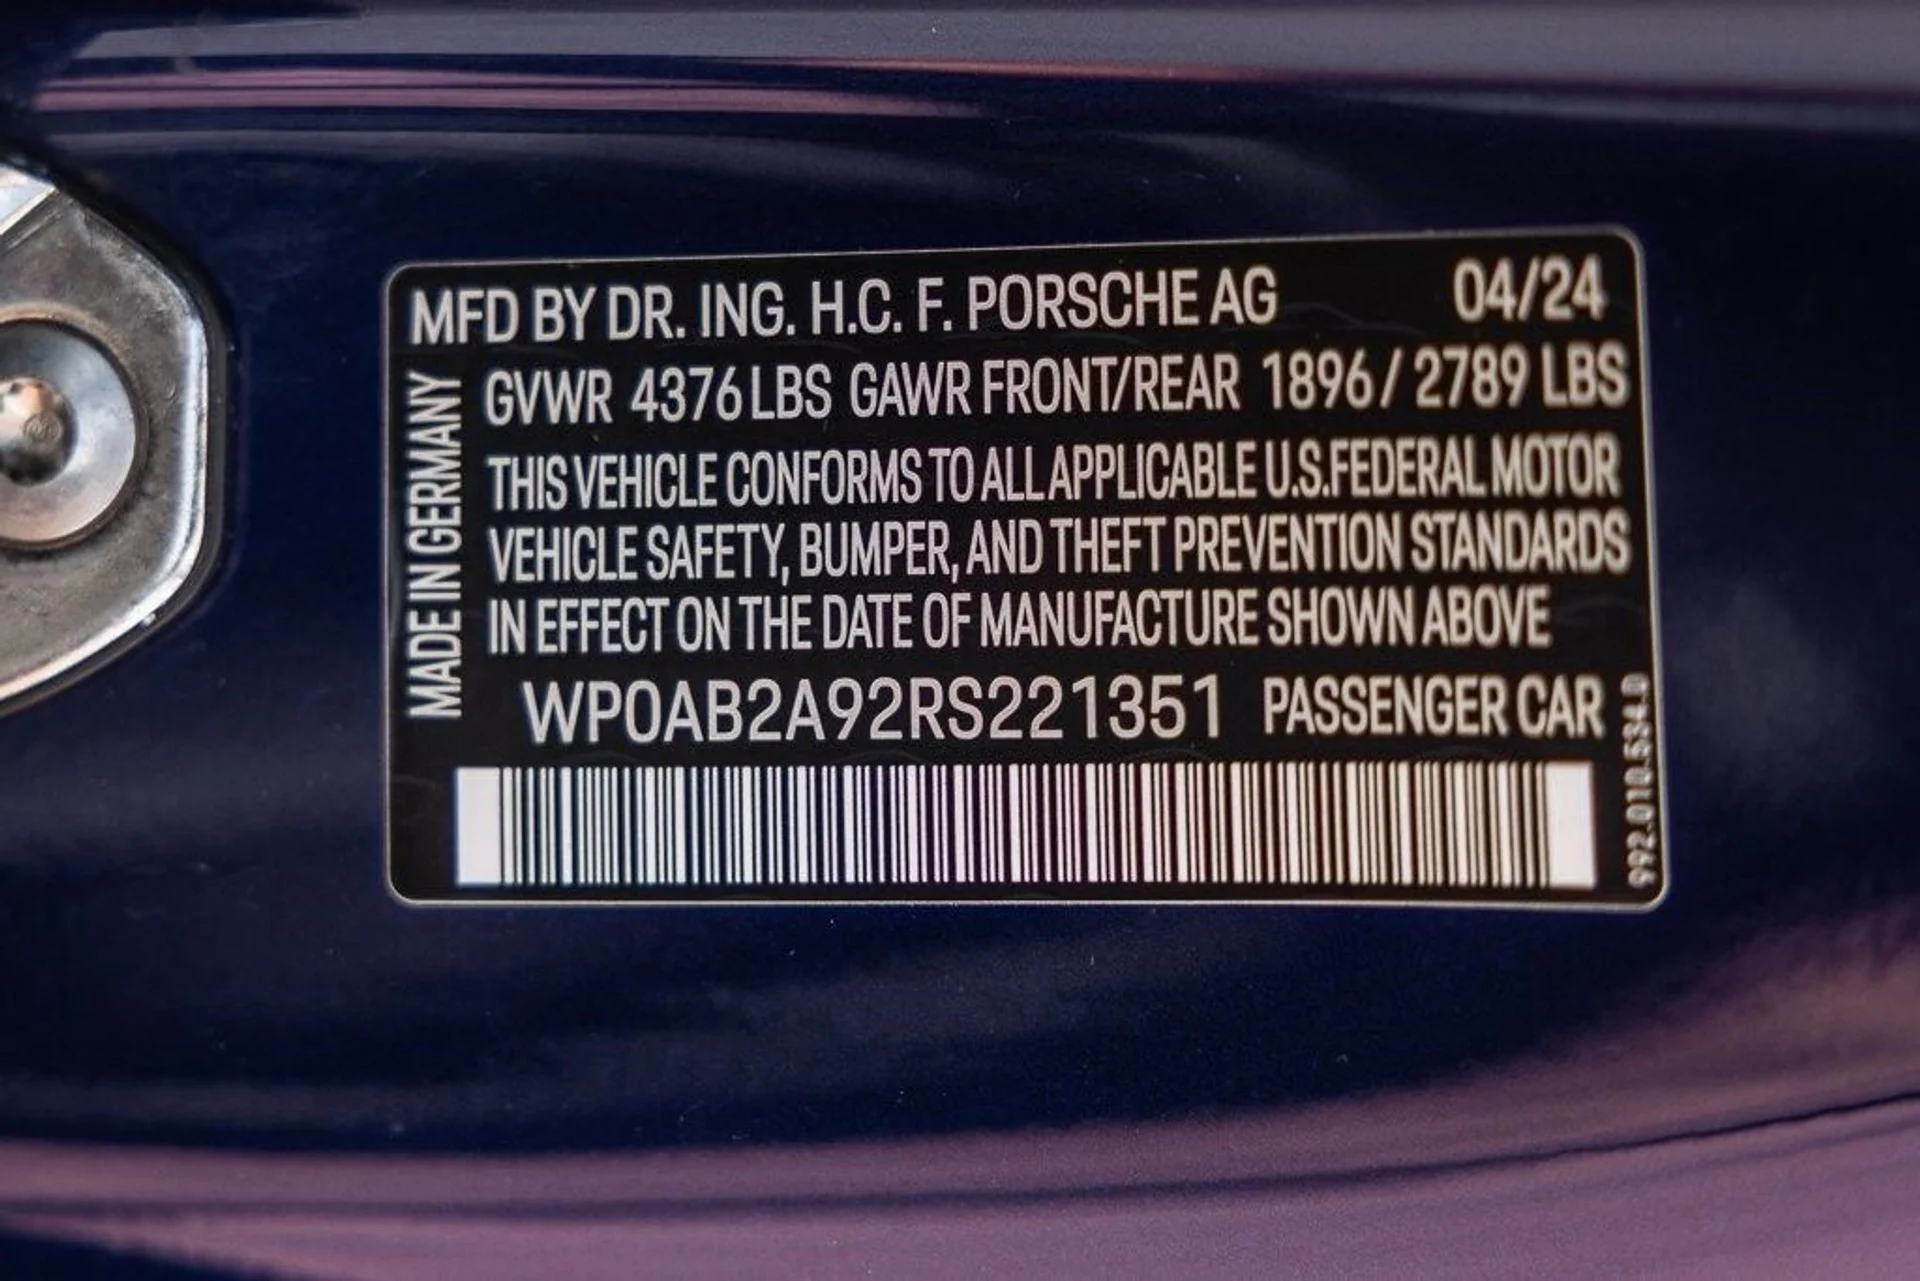 MFD BY DR. ING. H.C. F. PORSCHE AG 04/24
GVWR 4376 LBS GAWR FRONT/REAR 1896 / 2789 LBS
THIS VEHICLE CONFORMS TO ALL APPLICABLE U.S.FEDERAL MOTOR
VEHICLE SAFETY, BUMPER, AND THEFT PREVENTION STANDARDS
IN EFFECT ON THE DATE OF MANUFACTURE SHOWN ABOVE
WP0AB2A92RS221351 PASSENGER CAR
MADE IN GERMANY
992.010.534.D